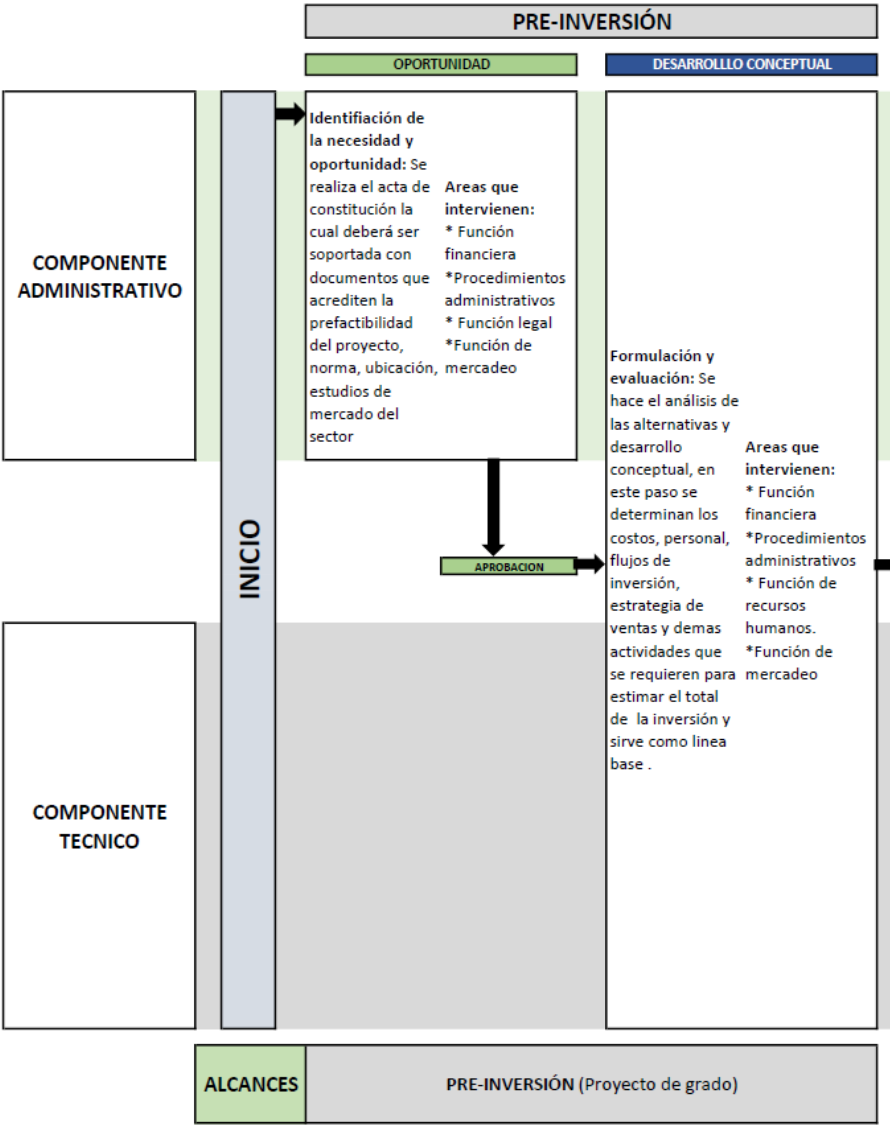 PRE-INVERSIÓN
OPORTUNIDAD
DESARROLLLO CONCEPTUAL
COMPONENTE
ADMINISTRATIVO
INICIO
Identifiación de
la necesidad y
oportunidad: Se
realiza el acta de
constitución la
cual deberá ser
soportada con
documentos que
acrediten la
prefactibilidad
del proyecto,
norma, ubicación,
estudios de
mercado del
sector
Areas que
intervienen:
* Función
financiera
*Procedimientos
administrativos
* Función legal
*Función de
mercadeo
APROBACION
Formulación y
evaluación: Se
hace el análisis de
las alternativas y
desarrollo
conceptual, en
este paso se
determinan los
costos, personal,
flujos de
inversión,
estrategia de
ventas y demas
actividades que
se requieren para
estimar el total
de la inversión y
sirve como linea
base .
Areas que
intervienen:
* Función
financiera
*Procedimientos
administrativos
* Función de
recursos
humanos.
*Función de
mercadeo
COMPONENTE
TECNICO
ALCANCES
PRE-INVERSIÓN (Proyecto de grado)